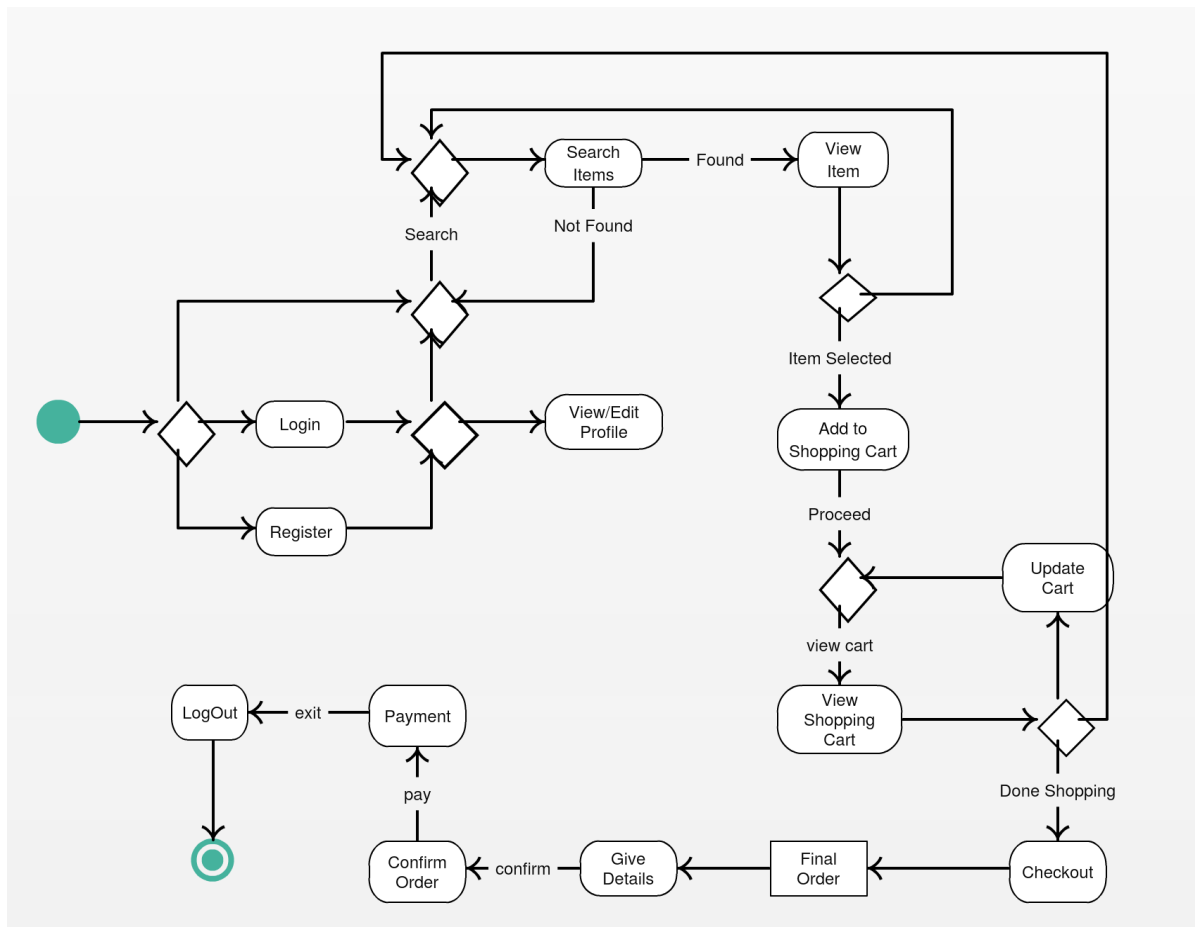 Search
Items
Found
View
Item
Not Found
Search
Item Selected
Login
View/Edit
Profile
Add to
Shopping Cart
Register
Proceed
Update
Cart
view cart
LogOut
exit
Payment
View
Shopping
Cart
pay
Done Shopping
Confirm
Order
confirm
Give
Details
Final
Order
Checkout